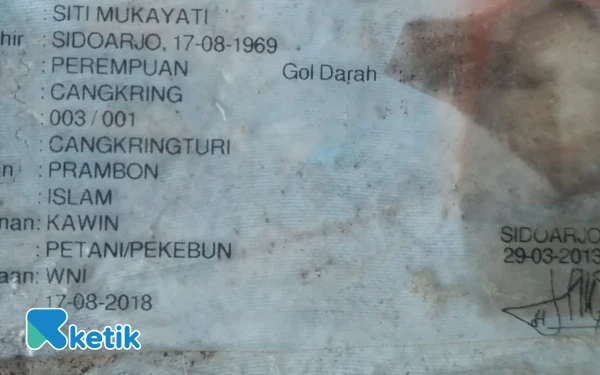 : SITI MUKAYATI
hir : SIDOARJO, 17-08-1969
: PEREMPUAN Gol Darah :
: CANGKRING
: 003 / 001
: CANGKRINGTURI
n : PRAMBON
: ISLAM
nan: KAWIN
: PETANI/PEKEBUN
aan: WNI
17-08-2018
SIDOARJO
29-03-2013
ketik